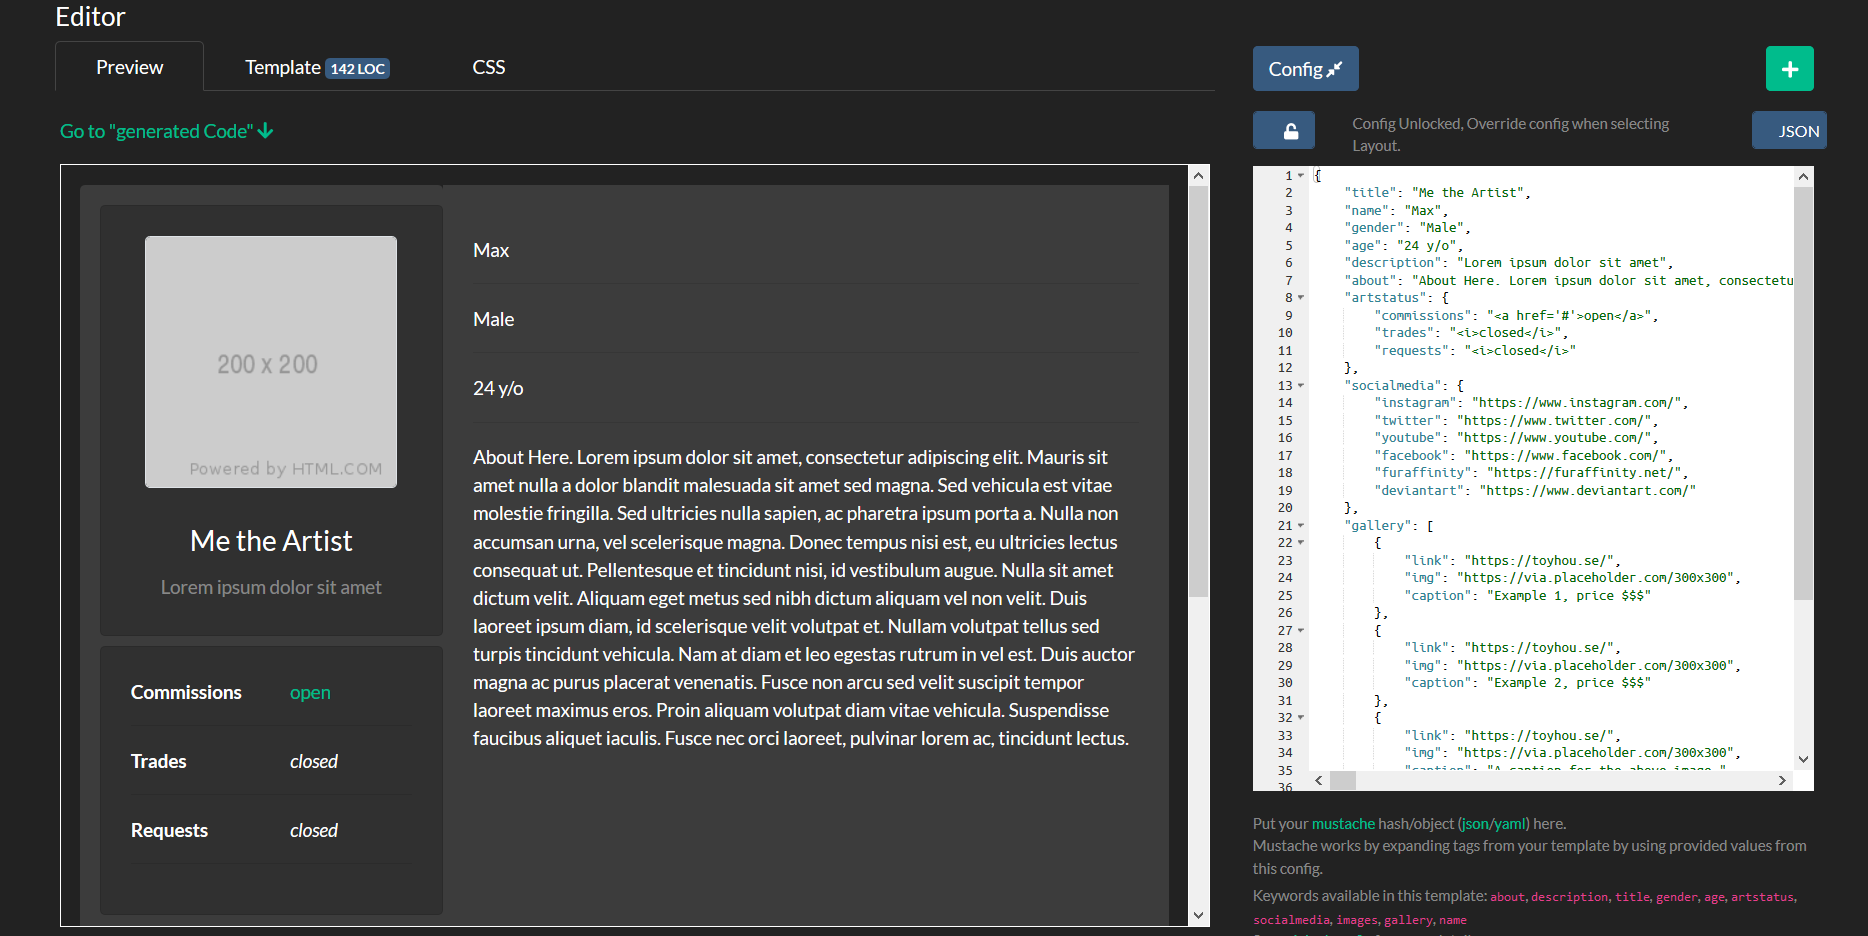 Editor
Preview
Template 142 LOC
CSS
Go to "generated Code"
200 x 200
Powered by HTML.COM
Me the Artist
Lorem ipsum dolor sit amet
Commissions open
Trades closed
Requests closed
Max
Male
24 y/o
About Here. Lorem ipsum dolor sit amet, consectetur adipiscing elit. Mauris sit
amet nulla a dolor blandit malesuada sit amet sed magna. Sed vehicula est vitae
molestie fringilla. Sed ultricies nulla sapien, ac pharetra ipsum porta a. Nulla non
accumsan urna, vel scelerisque magna. Donec tempus nisi est, eu ultricies lectus
consequat ut. Pellentesque et tincidunt nisi, id vestibulum augue. Nulla sit amet
dictum velit. Aliquam eget metus sed nibh dictum aliquam vel non velit. Duis
laoreet ipsum diam, id scelerisque velit volutpat et. Nullam volutpat tellus sed
turpis tincidunt vehicula. Nam at diam et leo egestas rutrum in vel est. Duis auctor
magna ac purus placerat venenatis. Fusce non arcu sed velit suscipit tempor
laoreet maximus eros. Proin aliquam volutpat diam vitae vehicula. Suspendisse
faucibus aliquet iaculis. Fusce nec orci laoreet, pulvinar lorem ac, tincidunt lectus.
Config
+
Config Unlocked, Override config when selecting
Layout.
JSON
1 {
2 "title": "Me the Artist",
3 "name": "Max",
4 "gender": "Male",
5 "age": "24 y/o",
6 "description": "Lorem ipsum dolor sit amet",
7 "about": "About Here. Lorem ipsum dolor sit amet, consectetu
8 "artstatus": {
9 "commissions": "<a href='#'>open</a>",
10 "trades": "<i>closed</i>",
11 "requests": "<i>closed</i>"
12 },
13 "socialmedia": {
14 "instagram": "https://www.instagram.com/",
15 "twitter": "https://www.twitter.com/",
16 "youtube": "https://www.youtube.com/",
17 "facebook": "https://www.facebook.com/",
18 "furaffinity": "https://furaffinity.net/",
19 "deviantart": "https://www.deviantart.com/"
20 },
21 "gallery": [
22 {
23 "link": "https://toyhou.se/",
24 "img": "https://via.placeholder.com/300x300",
25 "caption": "Example 1, price $$$"
26 },
27 {
28 "link": "https://toyhou.se/",
29 "img": "https://via.placeholder.com/300x300",
30 "caption": "Example 2, price $$$"
31 },
32 {
33 "link": "https://toyhou.se/",
34 "img": "https://via.placeholder.com/300x300",
35 "caption": "A caption for the above image."
36
Put your mustache hash/object (json/yaml) here.
Mustache works by expanding tags from your template by using provided values from
this config.
Keywords available in this template: about, description, title, gender, age, artstatus,
socialmedia, images, gallery, name